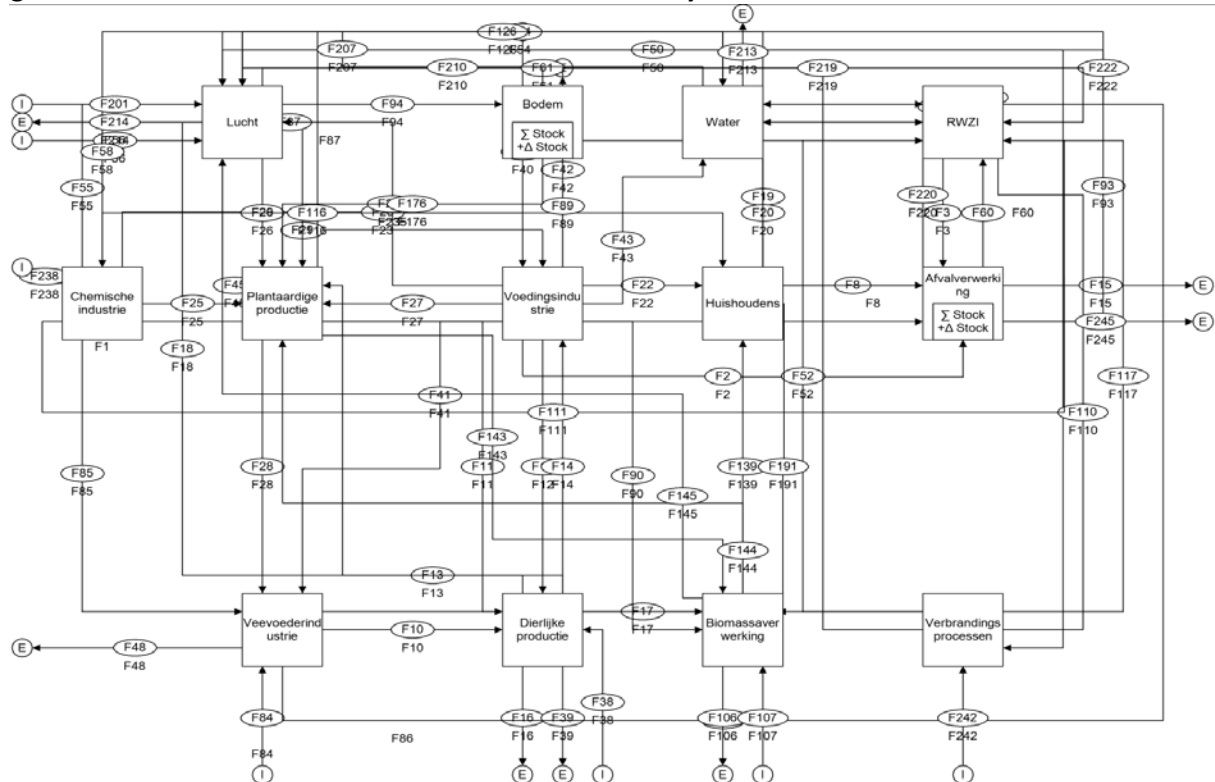 E
F126
F54
F207
F207
F50
F50
F213
F213
F210
F210
F61
F219
F219
F222
F222
I
F201
E
F214
I
Lucht
F94
F94
F87
F87
Bodem
∑ Stock
+Δ Stock
Water
RWZI
F58
F58
F55
F55
F40
F42
F42
F89
F89
F176
F116
F26
F29
F23
F19
F20
F20
F220
F220
F3
F3
F60
F60
F93
F93
F43
F43
I
F238
F238
Chemische
industrie
F1
F25
F25
F45
Plantaardige
productie
F27
F27
Voedingsindu
strie
F22
F22
Huishoudens
F8
F8
Afvalverwerki
ng
∑ Stock
+Δ Stock
F15
F15
E
F245
F245
E
F18
F18
F41
F41
F2
F2
F52
F52
F117
F117
F111
F111
F110
F110
F143
F143
F85
F85
F28
F28
F11
F11
F12
F14
F14
F90
F90
F145
F145
F139
F139
F191
F191
F144
F144
F13
F13
Veevoederind
ustrie
F10
F10
Dierlijke
productie
F17
F17
Biomassaver
werking
Verbrandings
processen
E
F48
F48
F84
F84
F86
F16
F16
F39
F39
F38
F38
F106
F106
F107
F107
F242
F242
I
E
E
I
E
I
I